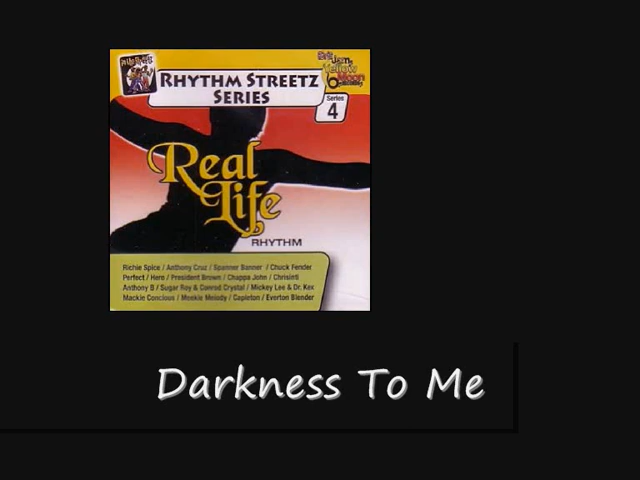 RHYTHM STREETZ
SERIES
Yellow
Moon
Series
4
Real
Life
RHYTHM
Richie Spice / Anthony Cruz / Spanner Banner / Chuck Fender
Perfect / Hero / President Brown / Chappa John / Chrisinti
Anthony B / Sugar Roy & Conrad Crystal / Mickey Lee & Dr. Kex
Mackie Concious / Meekie Melody / Capleton / Everton Blender
Darkness To Me